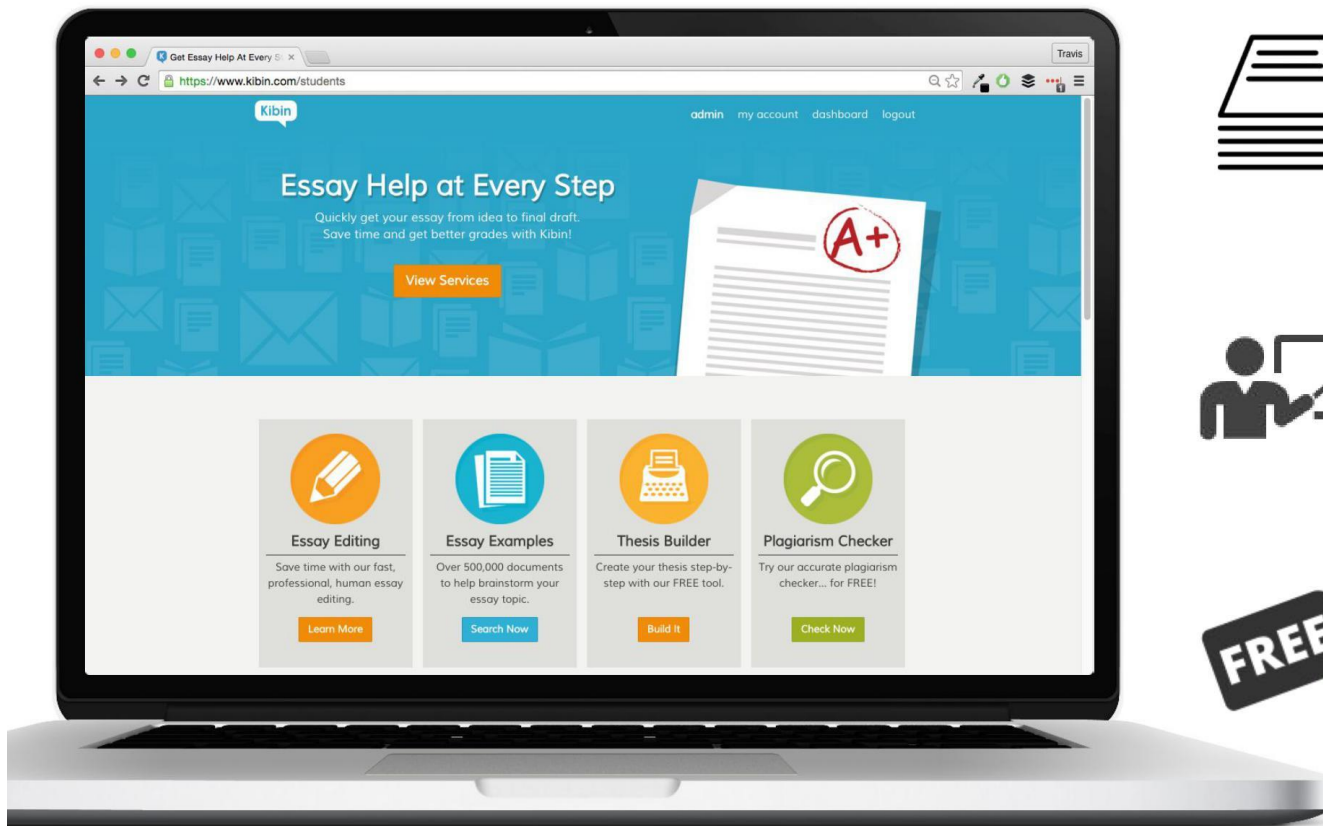 Get Essay Help At Every S
Travis
https://www.kibin.com/students
Kibin
admin my account dashboard logout
Essay Help at Every Step
Quickly get your essay from idea to final draft.
Save time and get better grades with Kibin!
View Services
A+
Essay Editing
Save time with our fast,
professional, human essay
editing.
Learn More
Essay Examples
Over 500,000 documents
to help brainstorm your
essay topic.
Search Now
Thesis Builder
Create your thesis step-by-
step with our FREE tool.
Build It
Plagiarism Checker
Try our accurate plagiarism
checker... for FREE!
Check Now
FREE